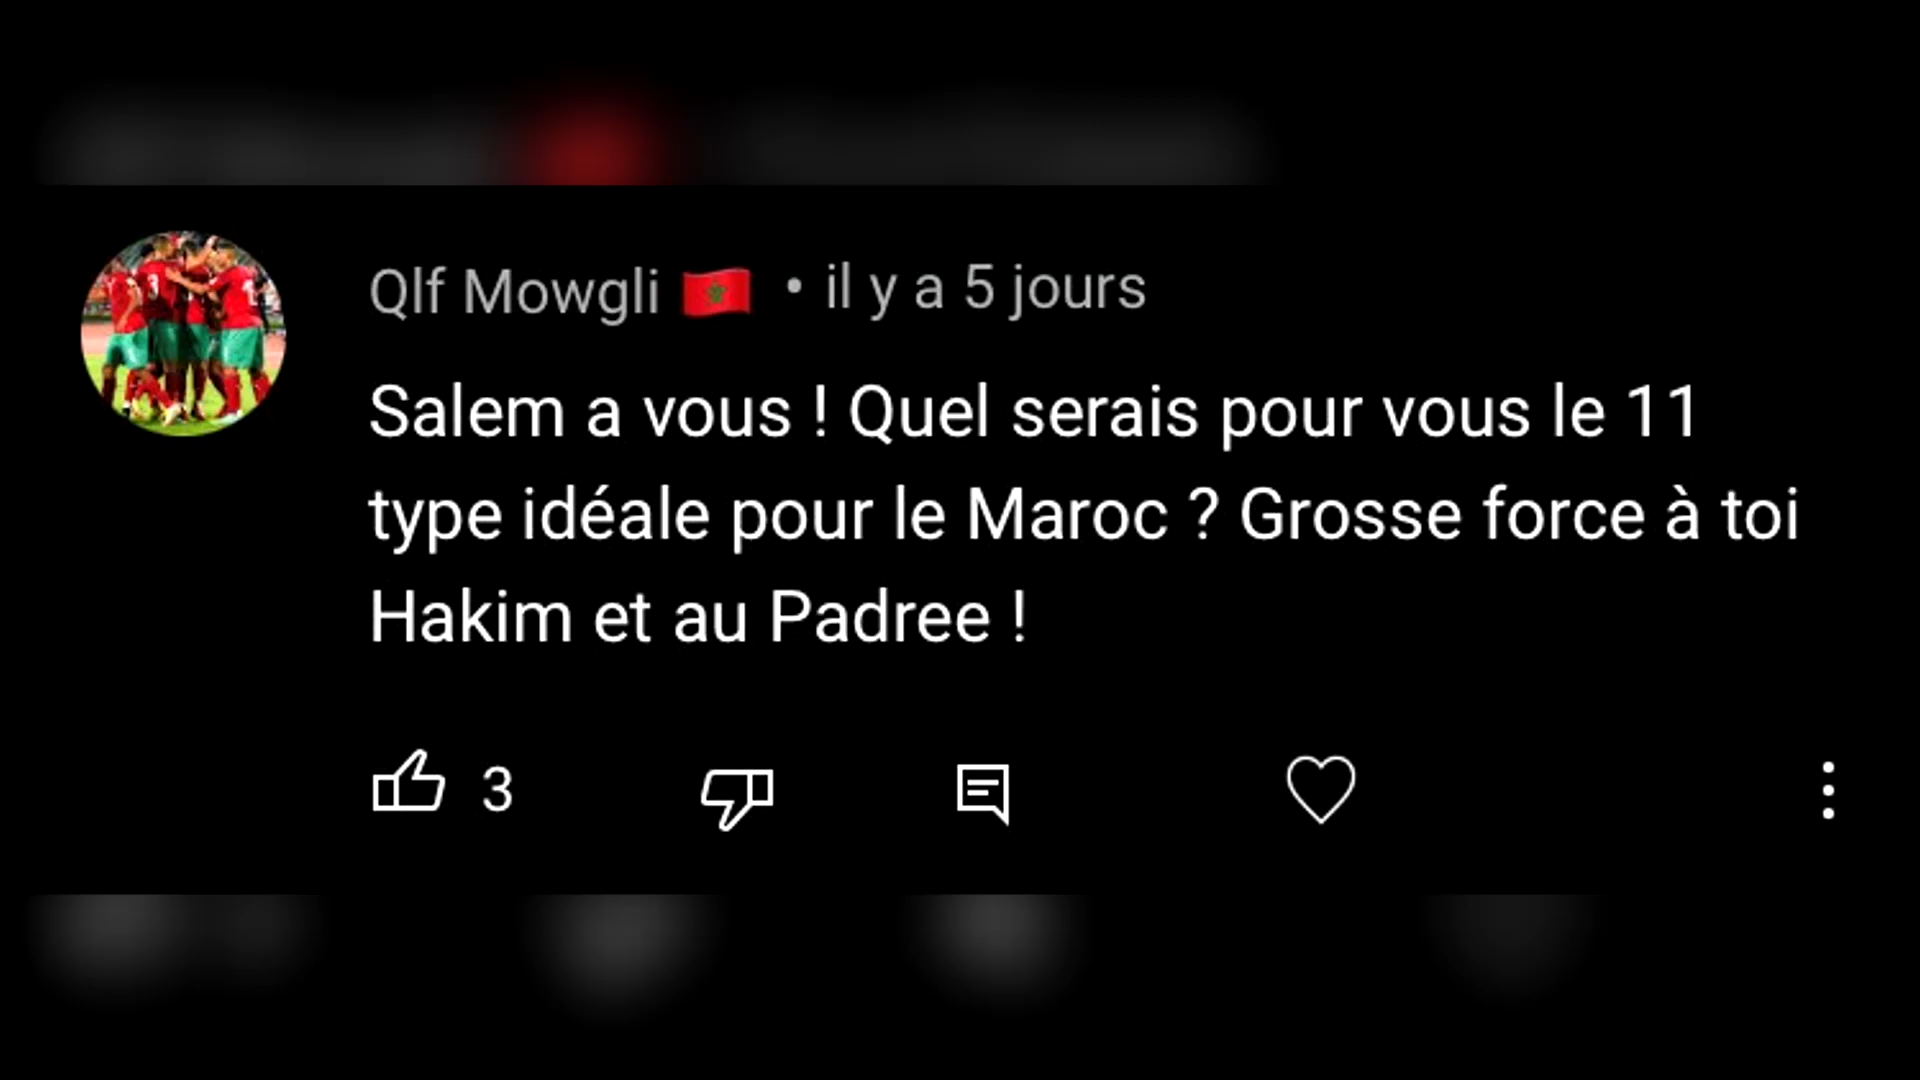 Qlf Mowgli 🇲🇦 • il y a 5 jours
Salem a vous ! Quel serais pour vous le 11
type idéale pour le Maroc ? Grosse force à toi
Hakim et au Padree !
3